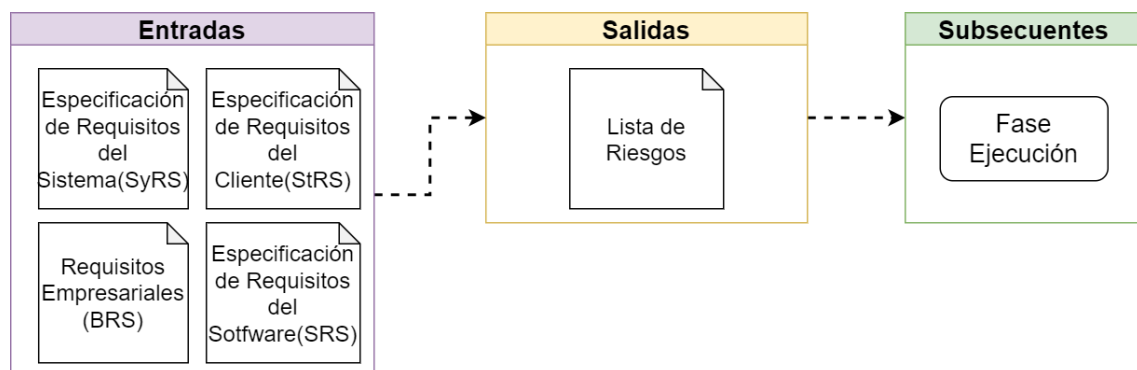 Entradas
Especificación
de Requisitos
del
Sistema(SyRS)
Especificación
de Requisitos
del
Cliente(StRS)
Requisitos
Empresariales
(BRS)
Especificación
de Requisitos
del
Sotfware(SRS)
Salidas
Lista de
Riesgos
Subsecuentes
Fase
Ejecución